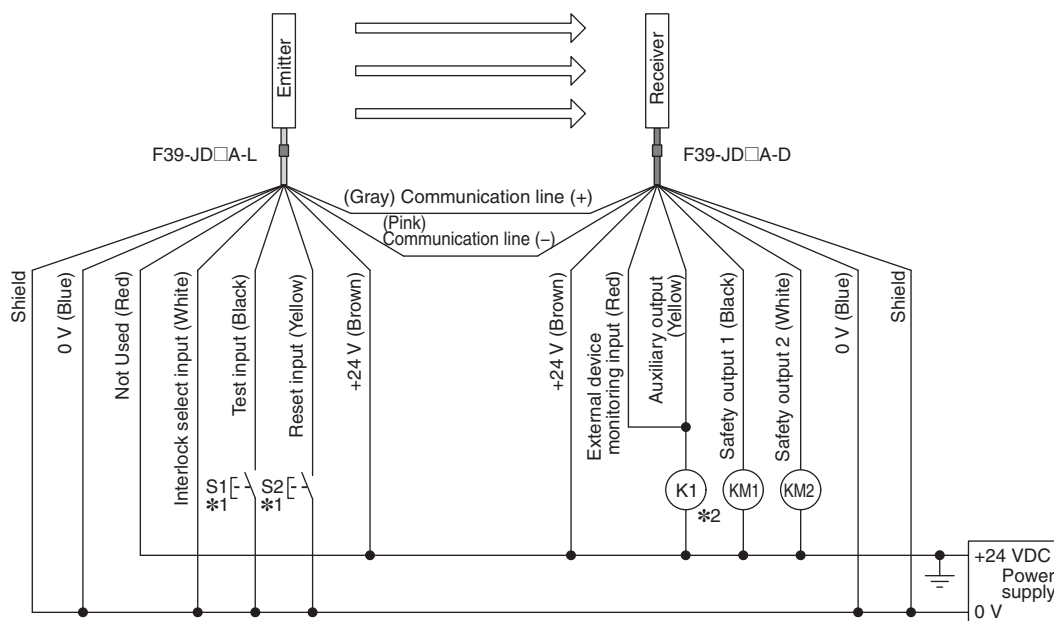 Emitter
Receiver
F39-JD□A-L
F39-JD□A-D
(Gray) Communication line (+)
(Pink)
Communication line (−)
Shield
0 V (Blue)
Not Used (Red)
Interlock select input (White)
Test input (Black)
Reset input (Yellow)
+24 V (Brown)
+24 V (Brown)
External device
monitoring input (Red)
Auxiliary output
(Yellow)
Safety output 1 (Black)
Safety output 2 (White)
0 V (Blue)
Shield
S1
✱1
S2
✱1
K1
✱2
KM1
KM2
+24 VDC
Power
supply
0 V